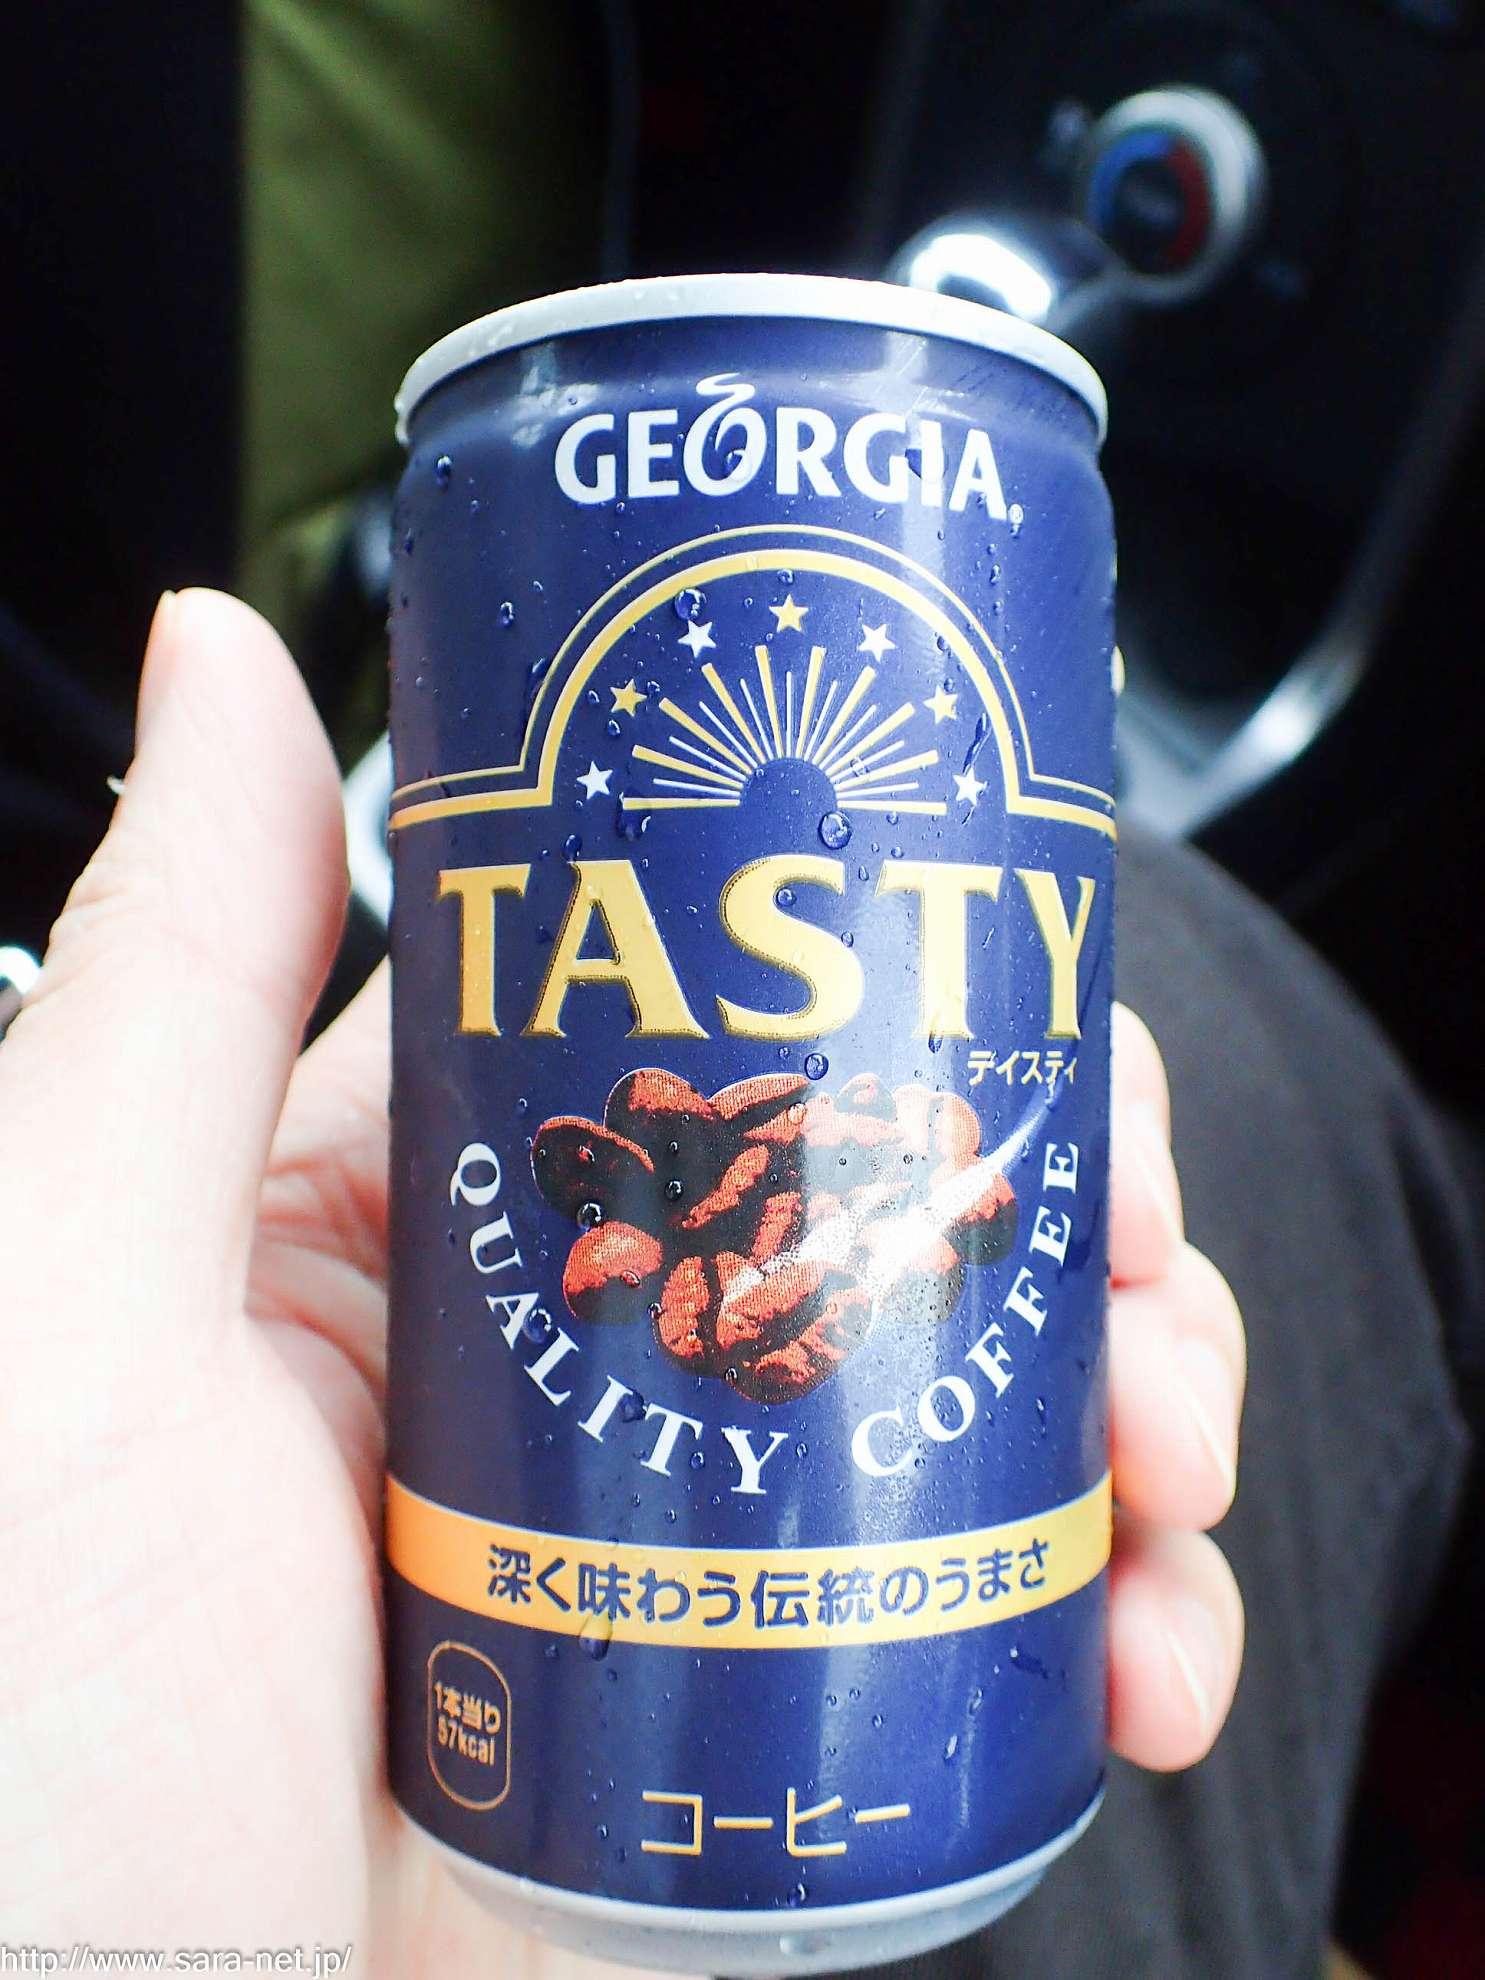 GEORGIA®
TASTY
テイスティ
QUALITY COFFEE
深く味わう伝統のうまさ
1本当り
57kcal
コーヒー
http://www.sara-net.jp/